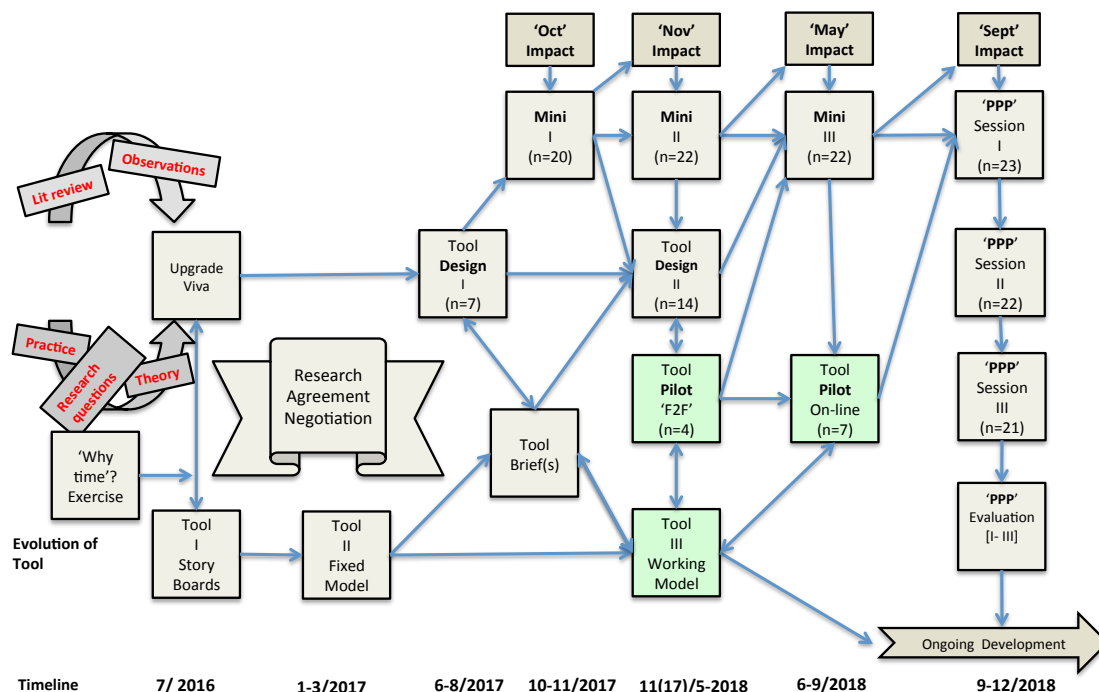 ‘Oct’
Impact
‘Nov’
Impact
‘May’
Impact
‘Sept’
Impact
Mini
I
(n=20)
Mini
II
(n=22)
Mini
III
(n=22)
‘PPP’
Session
I
(n=23)
Observations
Lit review
Upgrade
Viva
Tool
Design
I
(n=7)
Tool
Design
II
(n=14)
‘PPP’
Session
II
(n=22)
Practice
Research
questions
Theory
Research
Agreement
Negotiation
Tool
Pilot
‘F2F’
(n=4)
Tool
Pilot
On-line
(n=7)
‘PPP’
Session
III
(n=21)
‘Why
time’?
Exercise
Tool
Brief(s)
Evolution of
Tool
Tool
I
Story
Boards
Tool
II
Fixed
Model
Tool
III
Working
Model
‘PPP’
Evaluation
[I- III]
Ongoing Development
Timeline
7/ 2016
1-3/2017
6-8/2017
10-11/2017
11(17)/5-2018
6-9/2018
9-12/2018